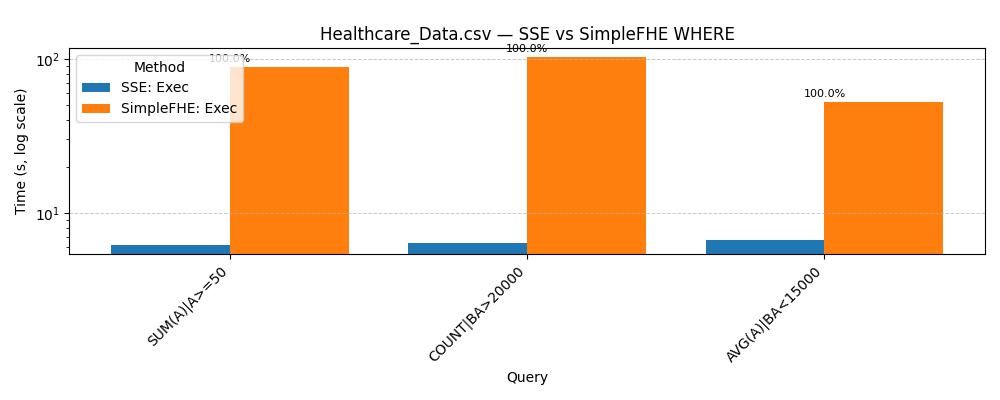 Healthcare_Data.csv — SSE vs SimpleFHE WHERE
100.0%
100.0%
100.0%
Method
SSE: Exec
SimpleFHE: Exec
Time (s, log scale)
10²
10¹
SUM(A)|A>=50
COUNT|BA>20000
AVG(A)|BA<15000
Query